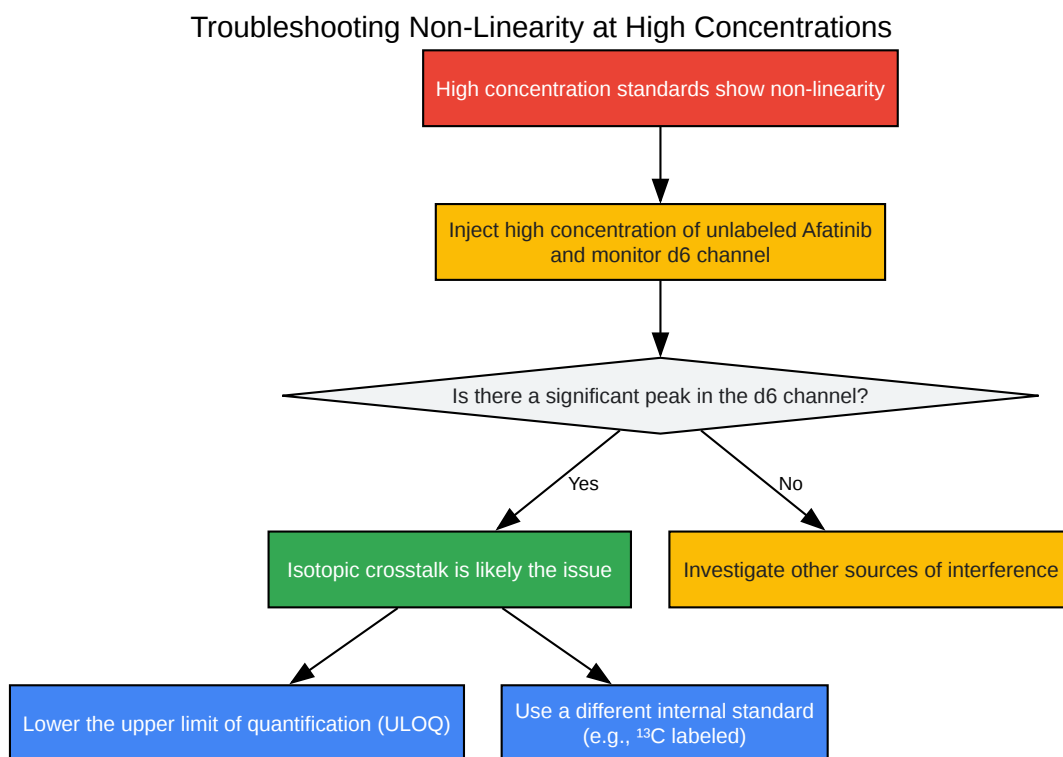 Troubleshooting Non-Linearity at High Concentrations
High concentration standards show non-linearity
Inject high concentration of unlabeled Afatinib
and monitor d6 channel
Is there a significant peak in the d6 channel?
Yes
No
Isotopic crosstalk is likely the issue
Investigate other sources of interference
Lower the upper limit of quantification (ULOQ)
Use a different internal standard
(e.g., ¹³C labeled)